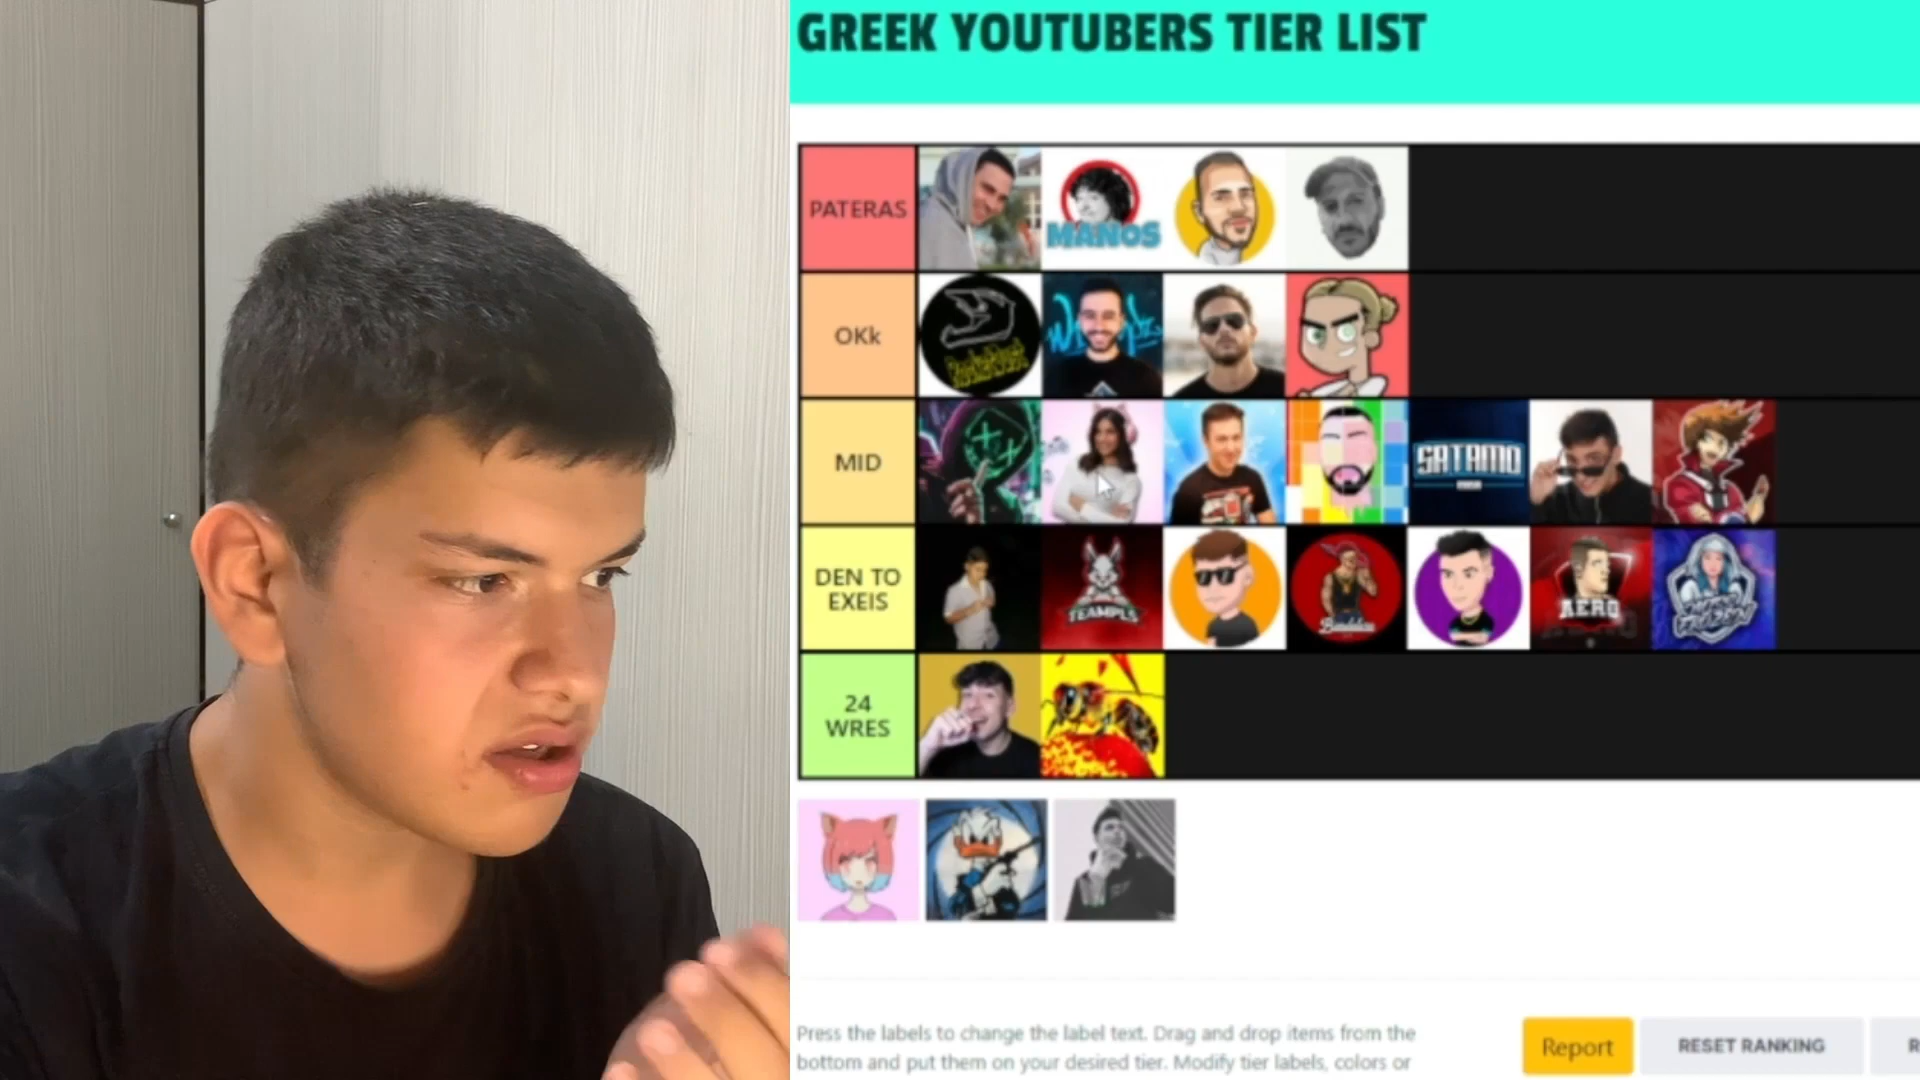 GREEK YOUTUBERS TIER LIST
PATERAS
MANOS
OKk
MID
SATAMO
DEN TO
EXEIS
TEAMPLS
AERO
FROZEN
24
WRES
Press the labels to change the label text. Drag and drop items from the
bottom and put them on your desired tier. Modify tier labels, colors or
Report
RESET RANKING
R